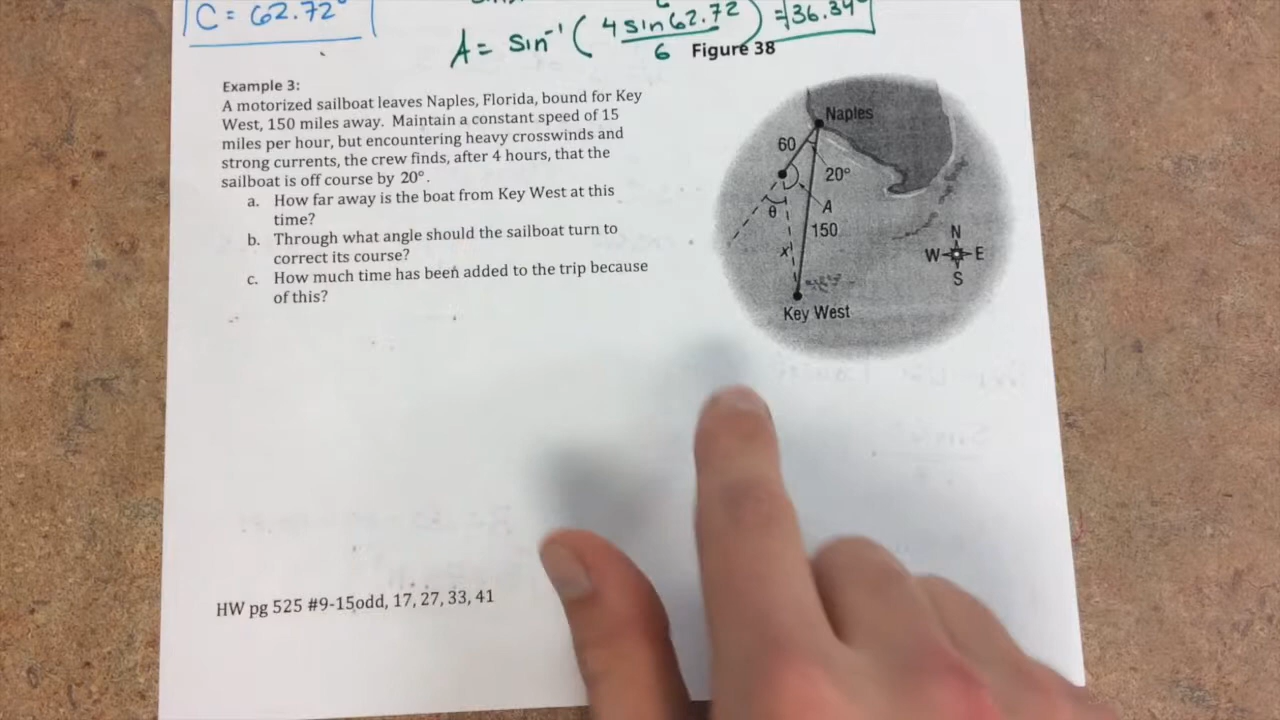 C = 62.72°
A = sin⁻¹ ( 4 sin 62.72 / 6 ) = 36.34°
Figure 38
Example 3:
A motorized sailboat leaves Naples, Florida, bound for Key
West, 150 miles away. Maintain a constant speed of 15
miles per hour, but encountering heavy crosswinds and
strong currents, the crew finds, after 4 hours, that the
sailboat is off course by 20°.
a. How far away is the boat from Key West at this
time?
b. Through what angle should the sailboat turn to
correct its course?
c. How much time has been added to the trip because
of this?
Naples
60
20°
θ
A
150
x
Key West
N
W E
S
HW pg 525 #9-15odd, 17, 27, 33, 41